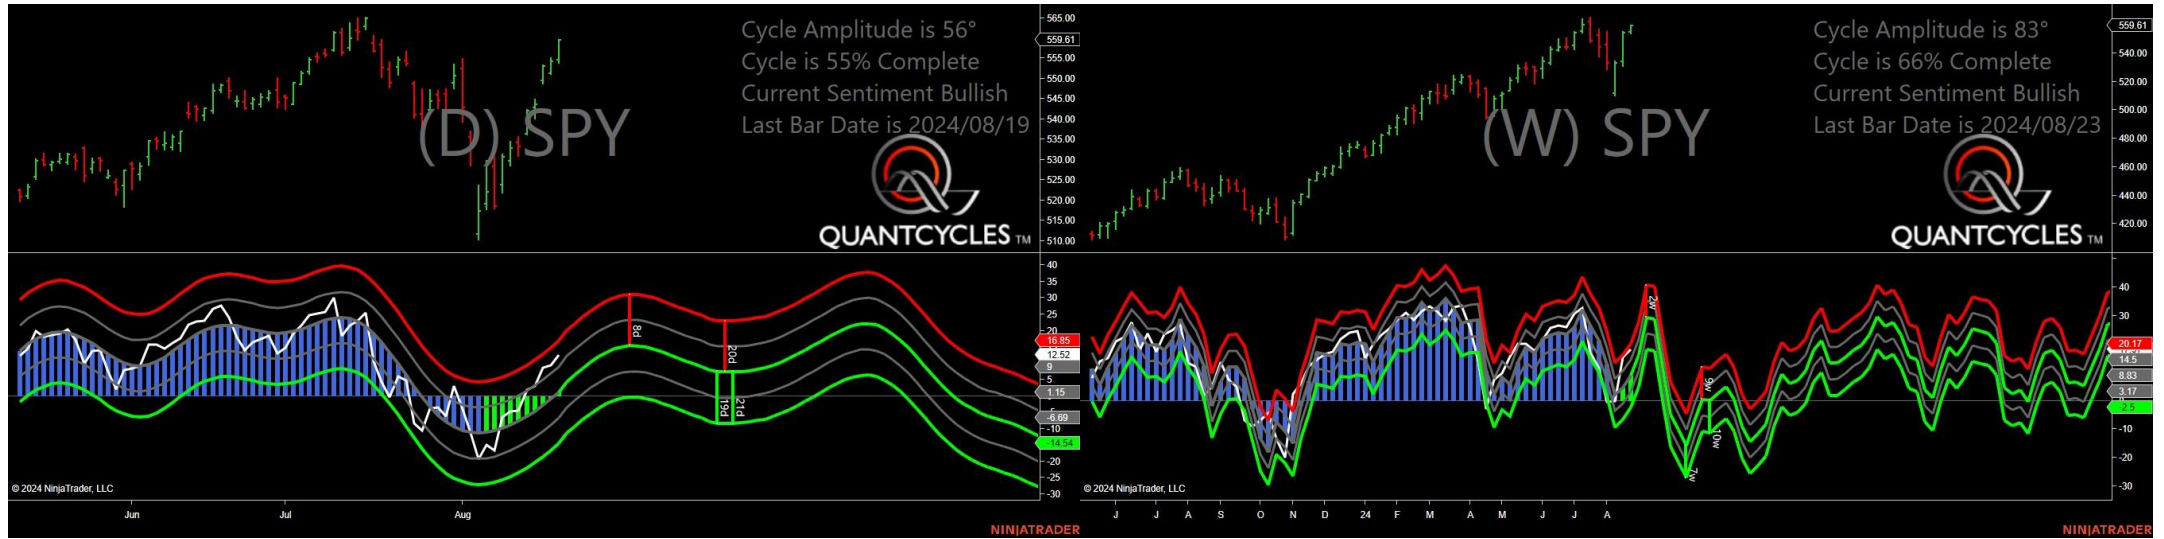 Cycle Amplitude is 56°
Cycle is 55% Complete
Current Sentiment Bullish
Last Bar Date is 2024/08/19
(D) SPY
QUANTCYCLES TM
565.00
559.61
555.00
550.00
545.00
540.00
535.00
530.00
525.00
520.00
515.00
510.00
40
35
30
25
20
16.85
12.52
9
5
1.15
-6.69
-10
-14.54
-20
-25
-30
8d
20d
19d
21d
© 2024 NinjaTrader, LLC
Jun
Jul
Aug
NINJATRADER
Cycle Amplitude is 83°
Cycle is 66% Complete
Current Sentiment Bullish
Last Bar Date is 2024/08/23
(W) SPY
QUANTCYCLES TM
559.61
540.00
520.00
500.00
480.00
460.00
440.00
420.00
40
30
20.17
14.5
8.83
3.17
-2.5
-10
-20
-30
2w
9w
10w
7w
© 2024 NinjaTrader, LLC
J
J
A
S
O
N
D
24
F
M
A
M
J
J
A
NINJATRADER